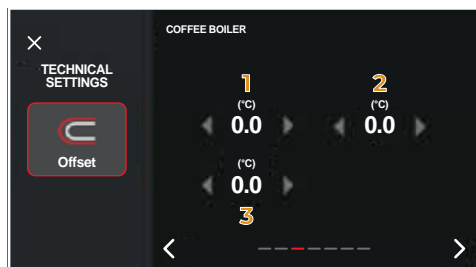 COFFEE BOILER
TECHNICAL
SETTINGS
Offset
1
2
(°C)
(°C)
0.0
0.0
(°C)
0.0
3